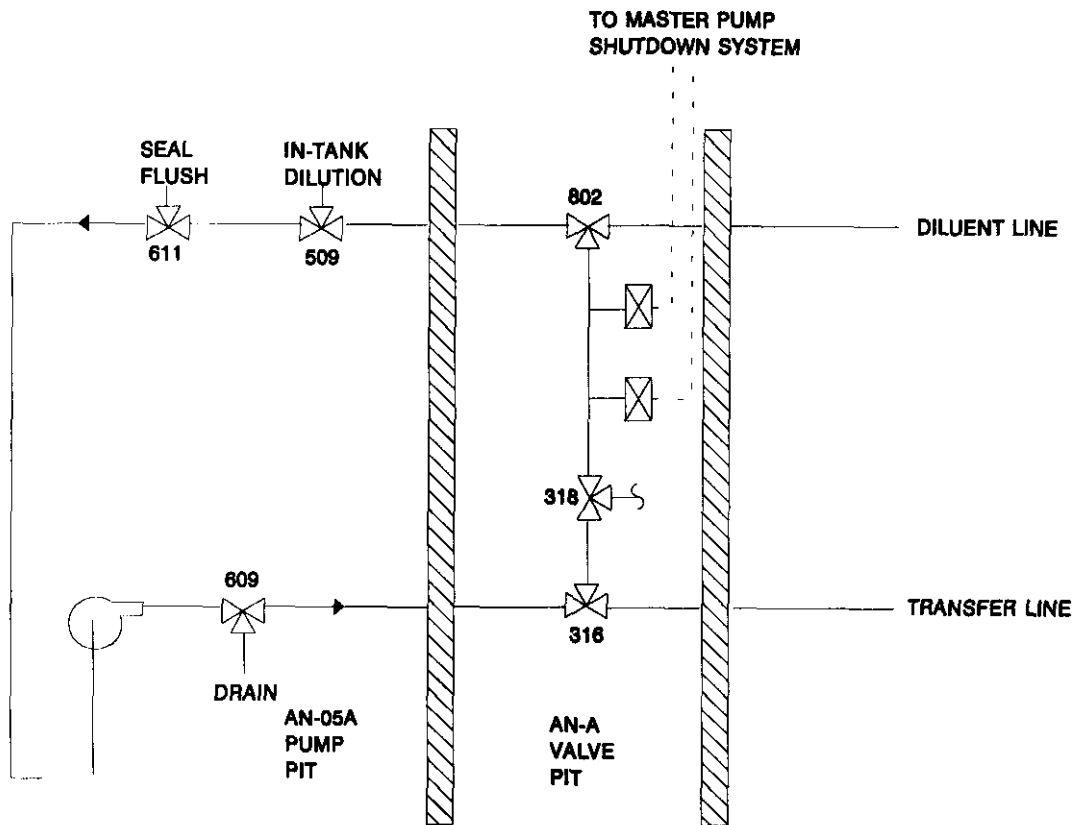 TO MASTER PUMP
SHUTDOWN SYSTEM
SEAL
FLUSH
IN-TANK
DILUTION
802
611
509
DILUENT LINE
318
609
316
TRANSFER LINE
DRAIN
AN-05A
PUMP
PIT
AN-A
VALVE
PIT